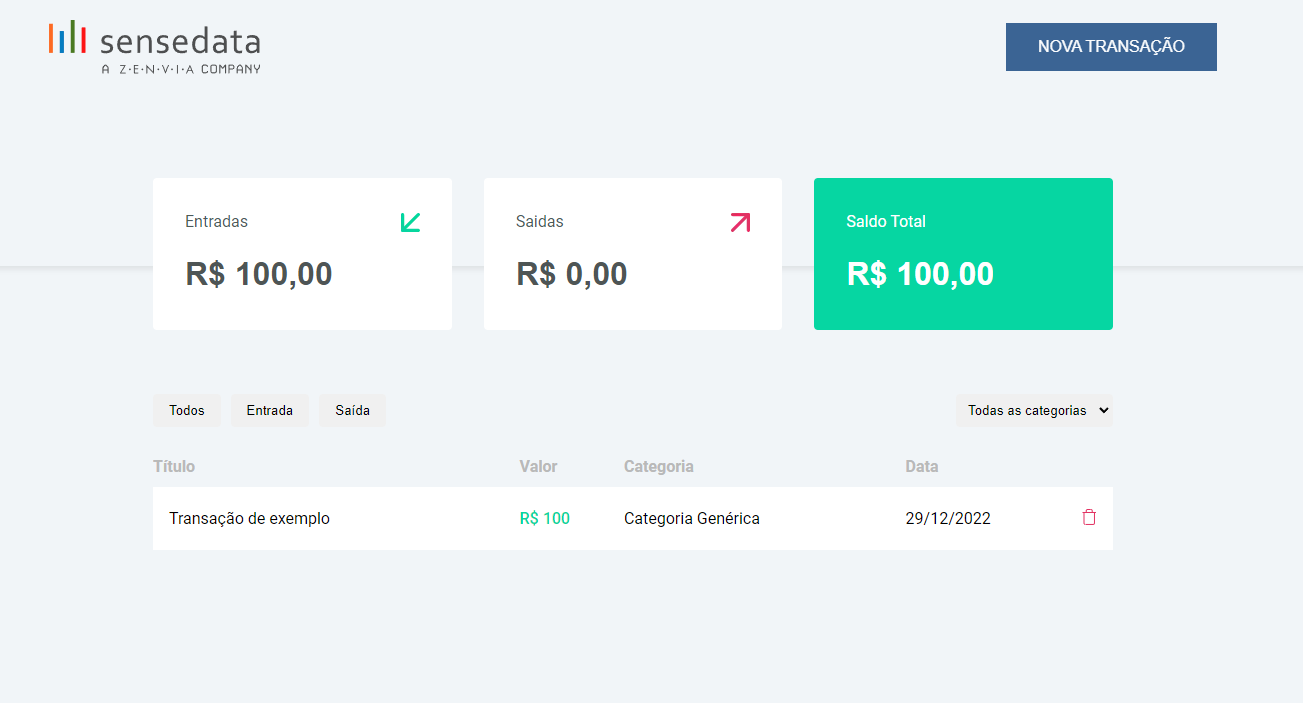 sensedata
A Z·E·N·V·I·A COMPANY
NOVA TRANSAÇÃO
Entradas
R$ 100,00
Saidas
R$ 0,00
Saldo Total
R$ 100,00
Todos Entrada Saída Todas as categorias
Título Valor Categoria Data
Transação de exemplo R$ 100 Categoria Genérica 29/12/2022